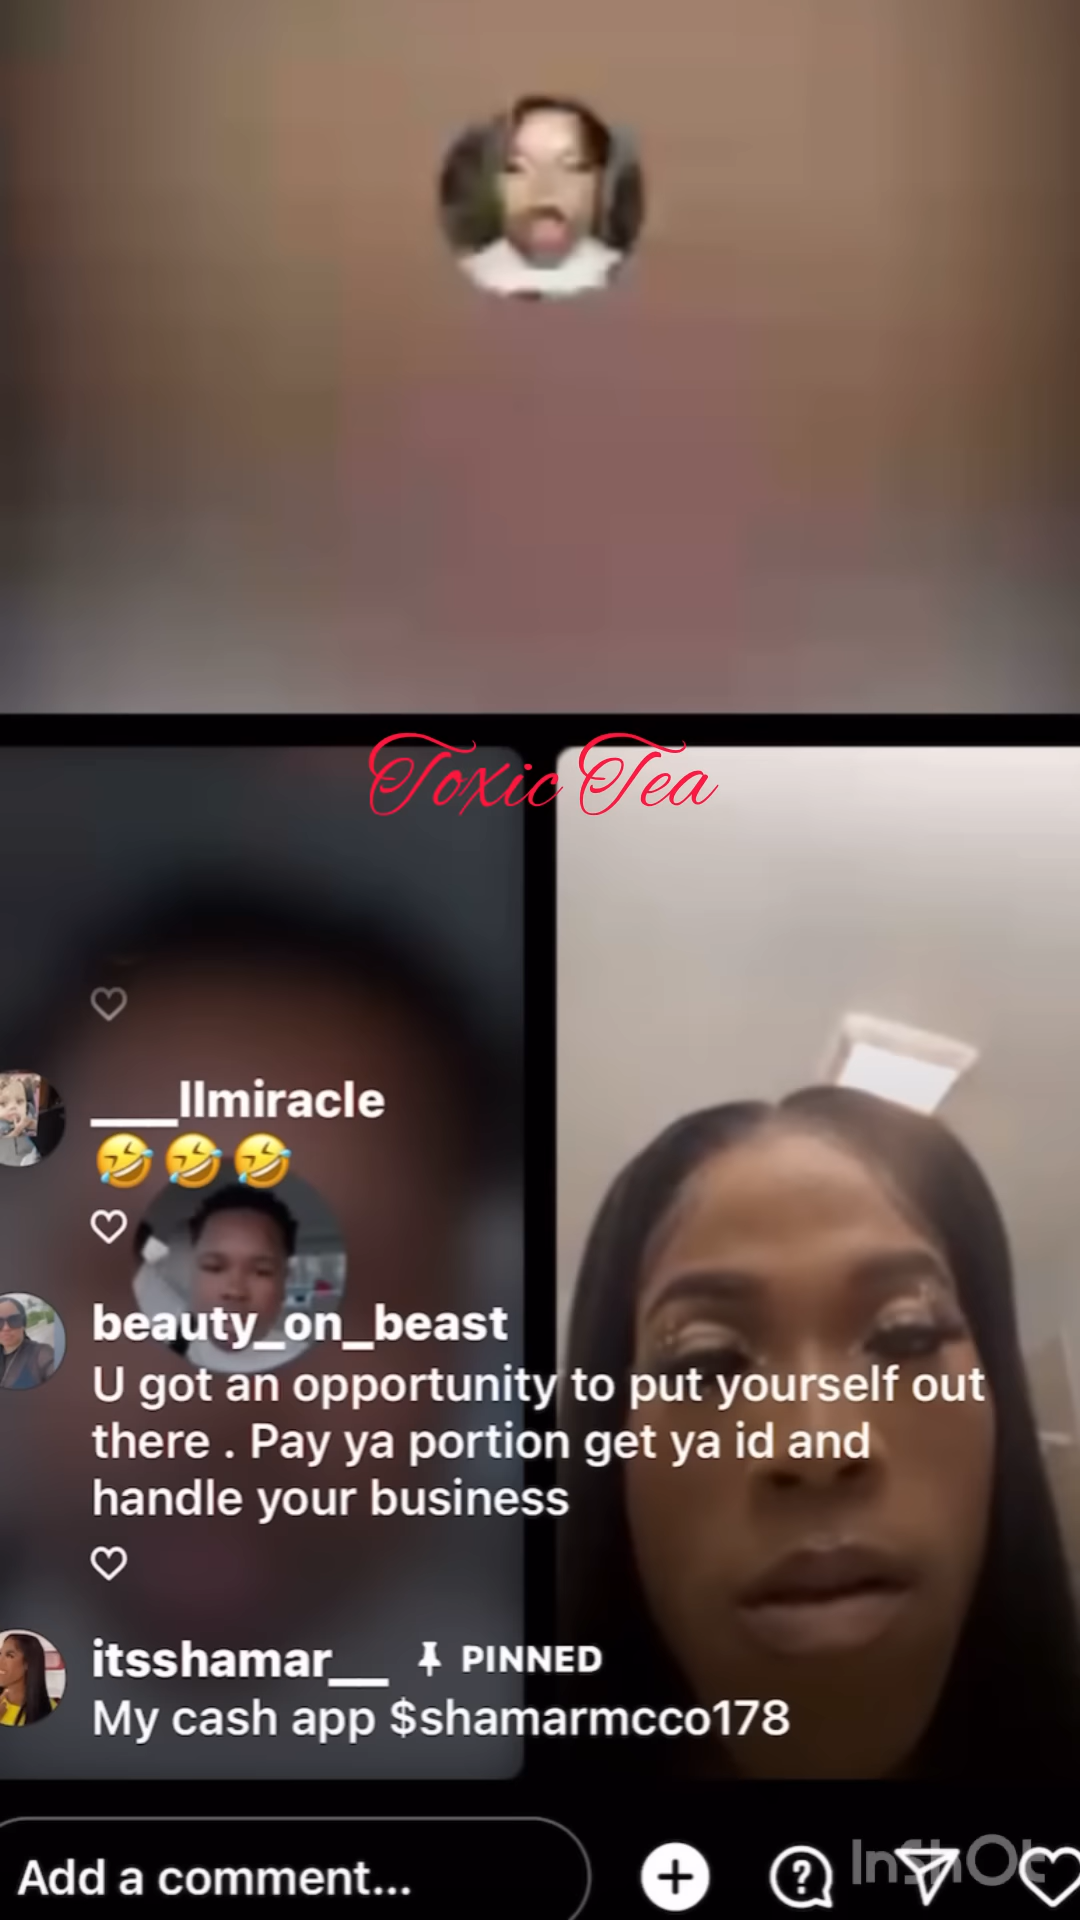 Toxic Tea
____llmiracle
🤣🤣🤣
beauty_on_beast
U got an opportunity to put yourself out
there . Pay ya portion get ya id and
handle your business
itsshamar__ PINNED
My cash app $shamarmcco178
Add a comment...
InShOt